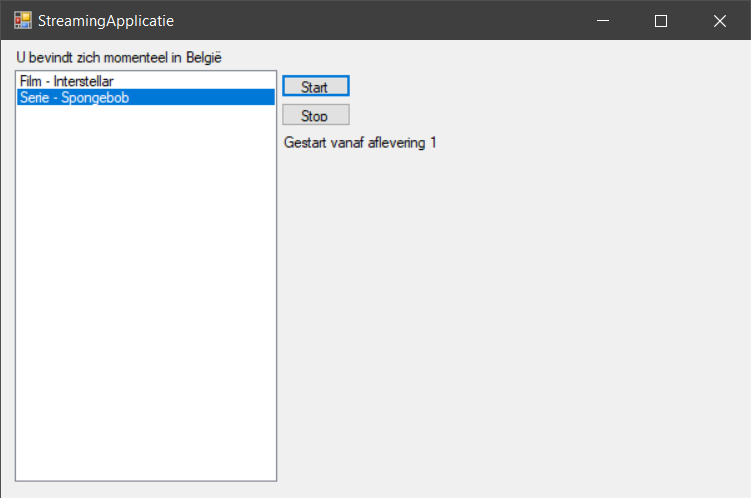 StreamingApplicatie
U bevindt zich momenteel in België
Film - Interstellar
Serie - Spongebob
Start
Stop
Gestart vanaf aflevering 1